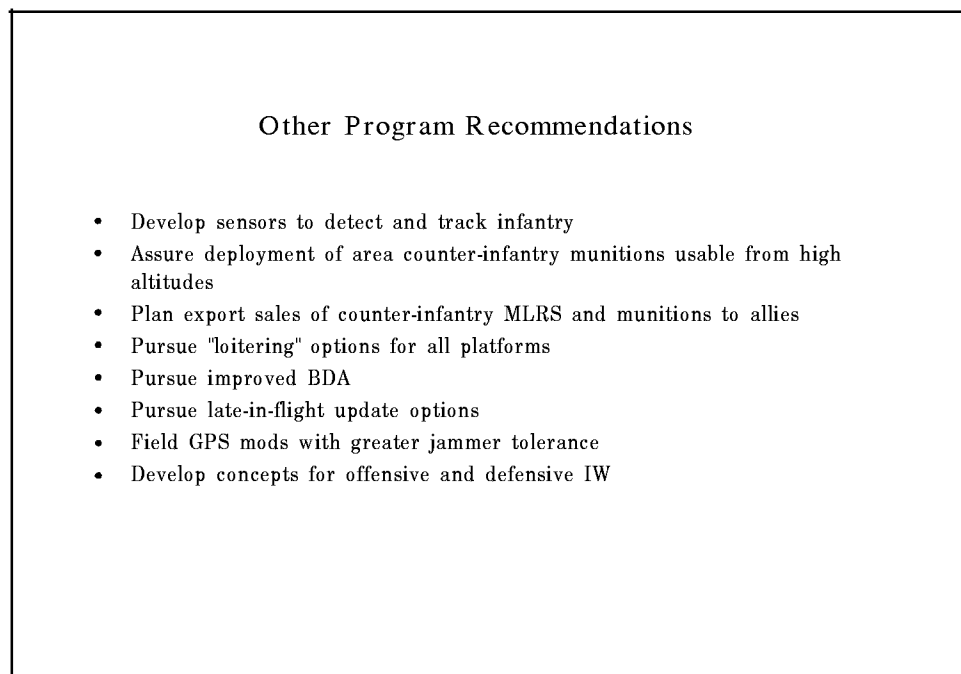 Other Program Recommendations
• Develop sensors to detect and track infantry
• Assure deployment of area counter-infantry munitions usable from high
altitudes
• Plan export sales of counter-infantry MLRS and munitions to allies
• Pursue "loitering" options for all platforms
• Pursue improved BDA
• Pursue late-in-flight update options
• Field GPS mods with greater jammer tolerance
• Develop concepts for offensive and defensive IW